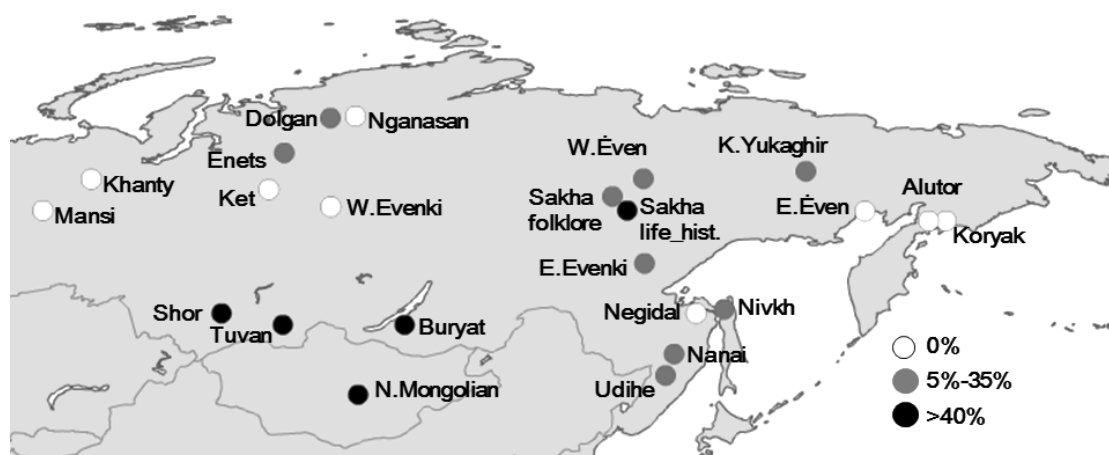 Dolgan
Nganasan
Enets
W.Ėven
K.Yukaghir
Khanty
Ket
Sakha
folklore
Sakha
life_hist.
Alutor
Mansi
W.Evenki
E.Ėven
Koryak
E.Evenki
Shor
Tuvan
Buryat
Negidal
Nivkh
Nanai
N.Mongolian
Udihe
0%
5%-35%
>40%